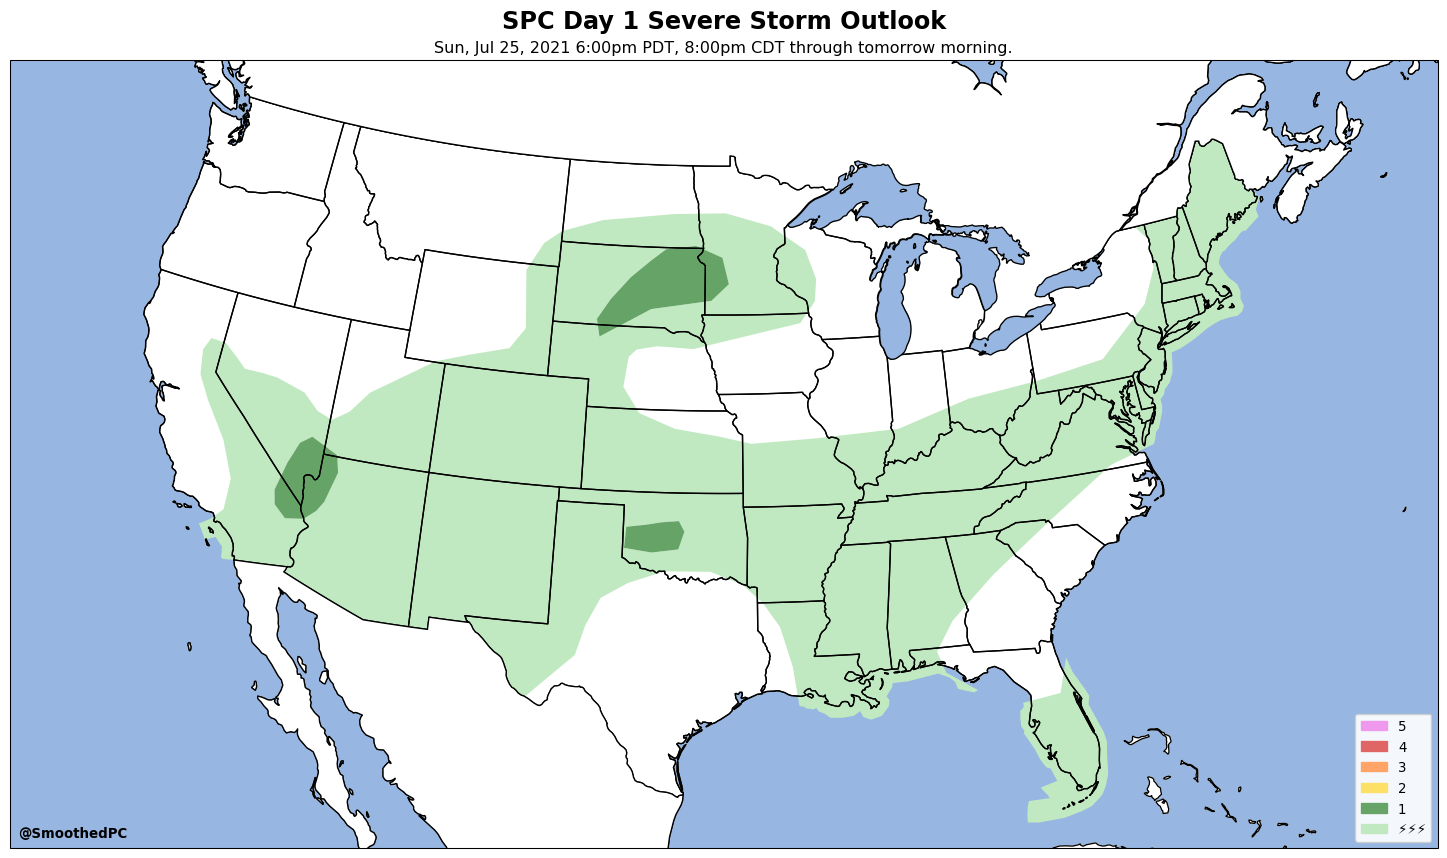 SPC Day 1 Severe Storm Outlook
Sun, Jul 25, 2021 6:00pm PDT, 8:00pm CDT through tomorrow morning.
5
4
3
2
1
⚡⚡⚡
@SmoothedPC